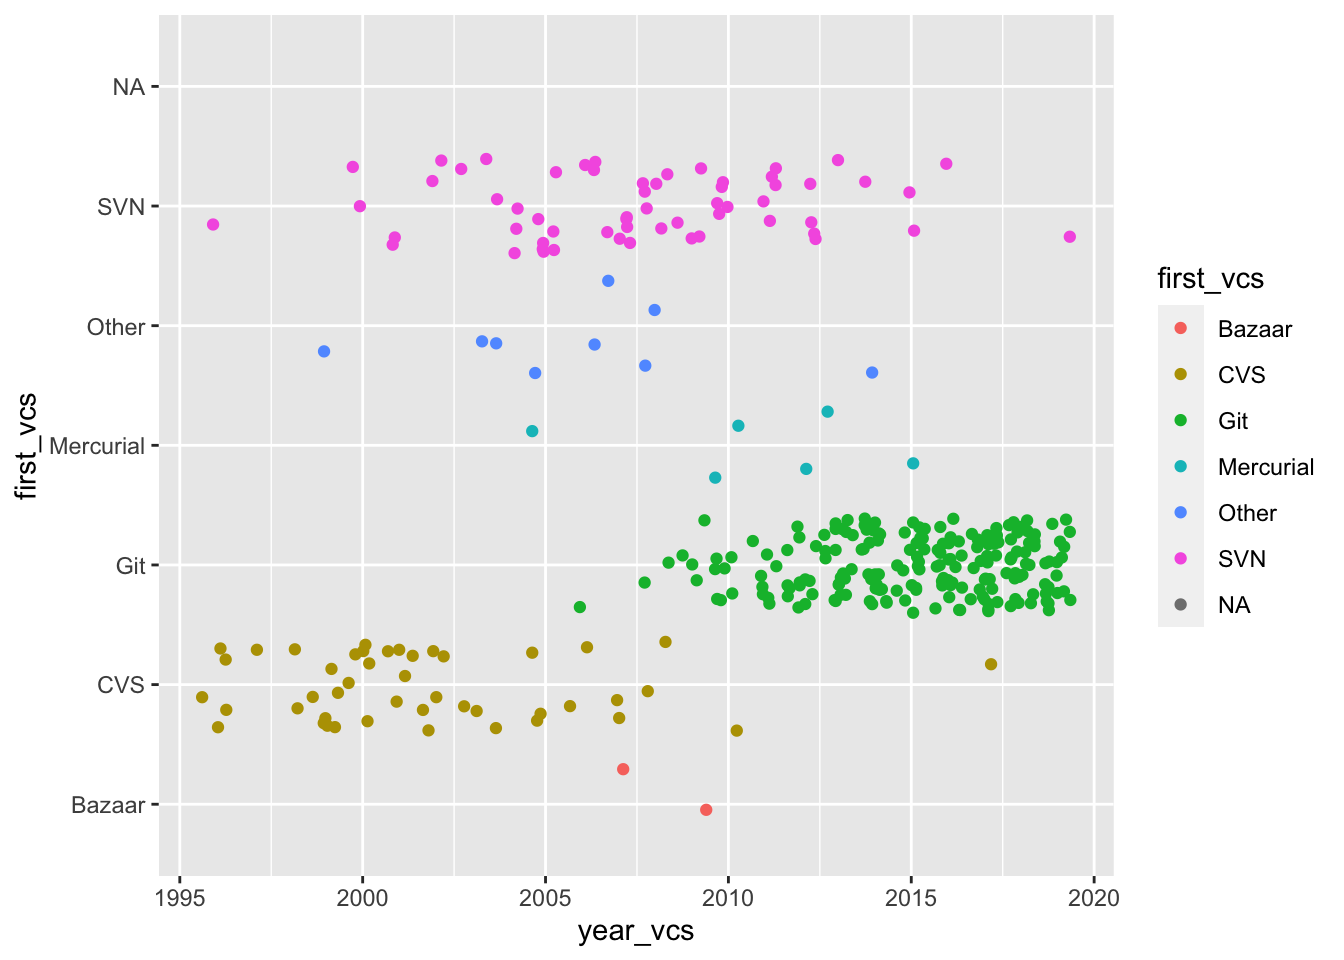 NA
SVN
Other
Mercurial
Git
CVS
Bazaar
first_vcs
1995 2000 2005 2010 2015 2020
year_vcs
first_vcs
Bazaar
CVS
Git
Mercurial
Other
SVN
NA